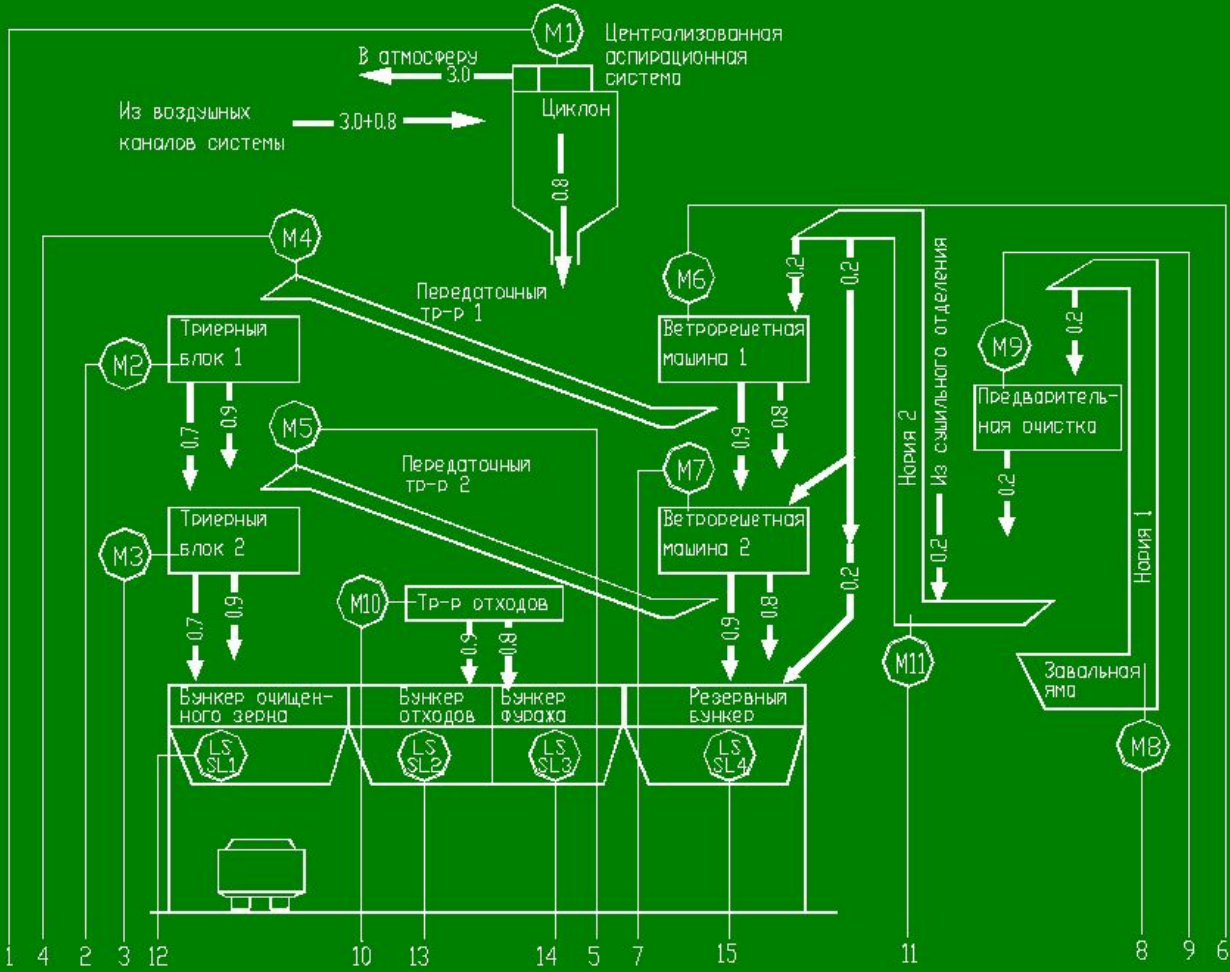 M1
Централизованная
аспирационная
система
В атмосферу
3.0
Из воздушных
каналов системы
3.0+0.8
Циклон
0.8
M4
Передаточный
тр-р 1
M6
0.2
0.2
Из сушильного отделения
0.2
M9
0.2
Триерный
блок 1
M2
Ветрорешетная
машина 1
Предваритель-
ная очистка
0.7
0.9
M5
0.9
0.8
Нория 2
0.2
Передаточный
тр-р 2
M7
Триерный
блок 2
M3
Ветрорешетная
машина 2
Нория 1
0.2
0.7
0.9
M10
Тр-р отходов
0.9
0.8
0.9
0.8
M11
Завальная
яма
Бункер очищен-
ного зерна
Бункер
отходов
Бункер
фуража
Резервный
бункер
LS
SL1
LS
SL2
LS
SL3
LS
SL4
M8
1 4 2 3 12 10 13 14 5 7 15 11 8 9 6